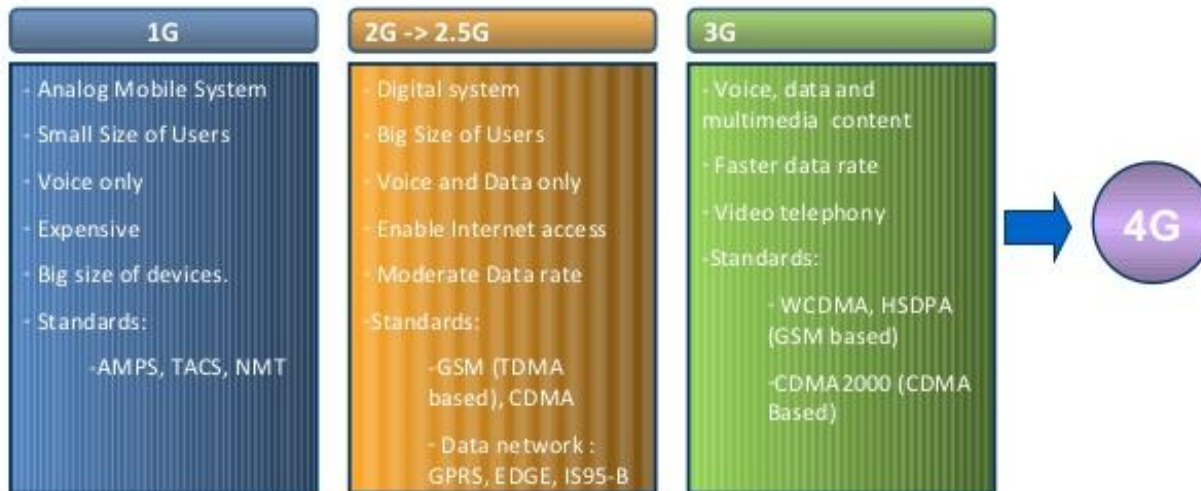 1G
- Analog Mobile System
- Small Size of Users
- Voice only
- Expensive
- Big size of devices.
- Standards:
-AMPS, TACS, NMT
2G -> 2.5G
- Digital system
- Big Size of Users
- Voice and Data only
- Enable Internet access
- Moderate Data rate
-Standards:
-GSM (TDMA
based), CDMA
- Data network :
GPRS, EDGE, IS95-B
3G
- Voice, data and
multimedia content
- Faster data rate
- Video telephony
-Standards:
- WCDMA, HSDPA
(GSM based)
-CDMA2000 (CDMA
Based)
4G